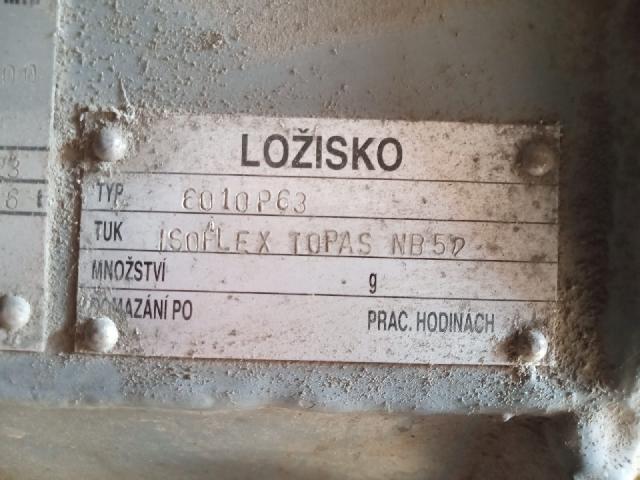 LOŽISKO
TYP 6010P63
TUK ISOFLEX TOPAS NB52
MNOŽSTVÍ g
DOMAZÁNÍ PO PRAC. HODINÁCH